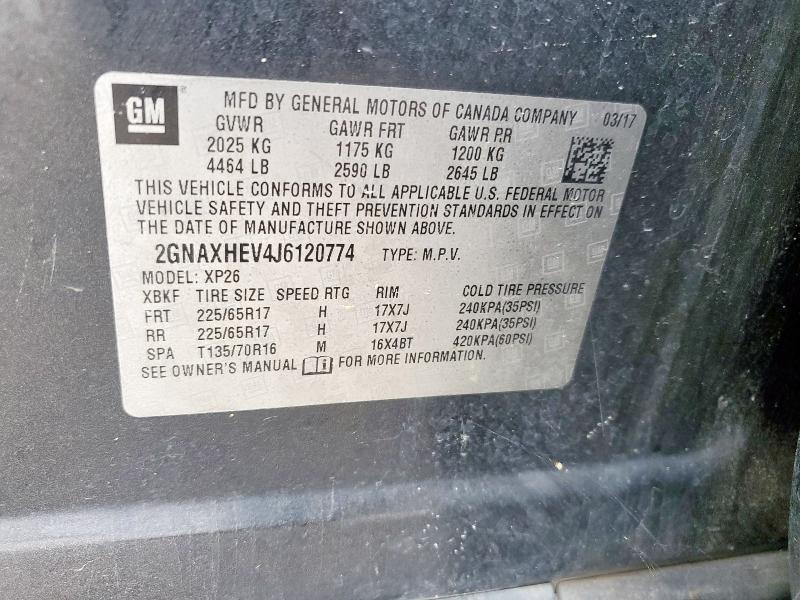 GM
MFD BY GENERAL MOTORS OF CANADA COMPANY 03/17
GVWR GAWR FRT GAWR RR
2025 KG 1175 KG 1200 KG
4464 LB 2590 LB 2645 LB
THIS VEHICLE CONFORMS TO ALL APPLICABLE U.S. FEDERAL MOTOR
VEHICLE SAFETY AND THEFT PREVENTION STANDARDS IN EFFECT ON
THE DATE OF MANUFACTURE SHOWN ABOVE.
2GNAXHEV4J6120774 TYPE: M.P.V.
MODEL: XP26
XBKF TIRE SIZE SPEED RTG RIM COLD TIRE PRESSURE
FRT 225/65R17 H 17X7J 240KPA(35PSI)
RR 225/65R17 H 17X7J 240KPA(35PSI)
SPA T135/70R16 M 16X4BT 420KPA(60PSI)
SEE OWNER'S MANUAL FOR MORE INFORMATION.